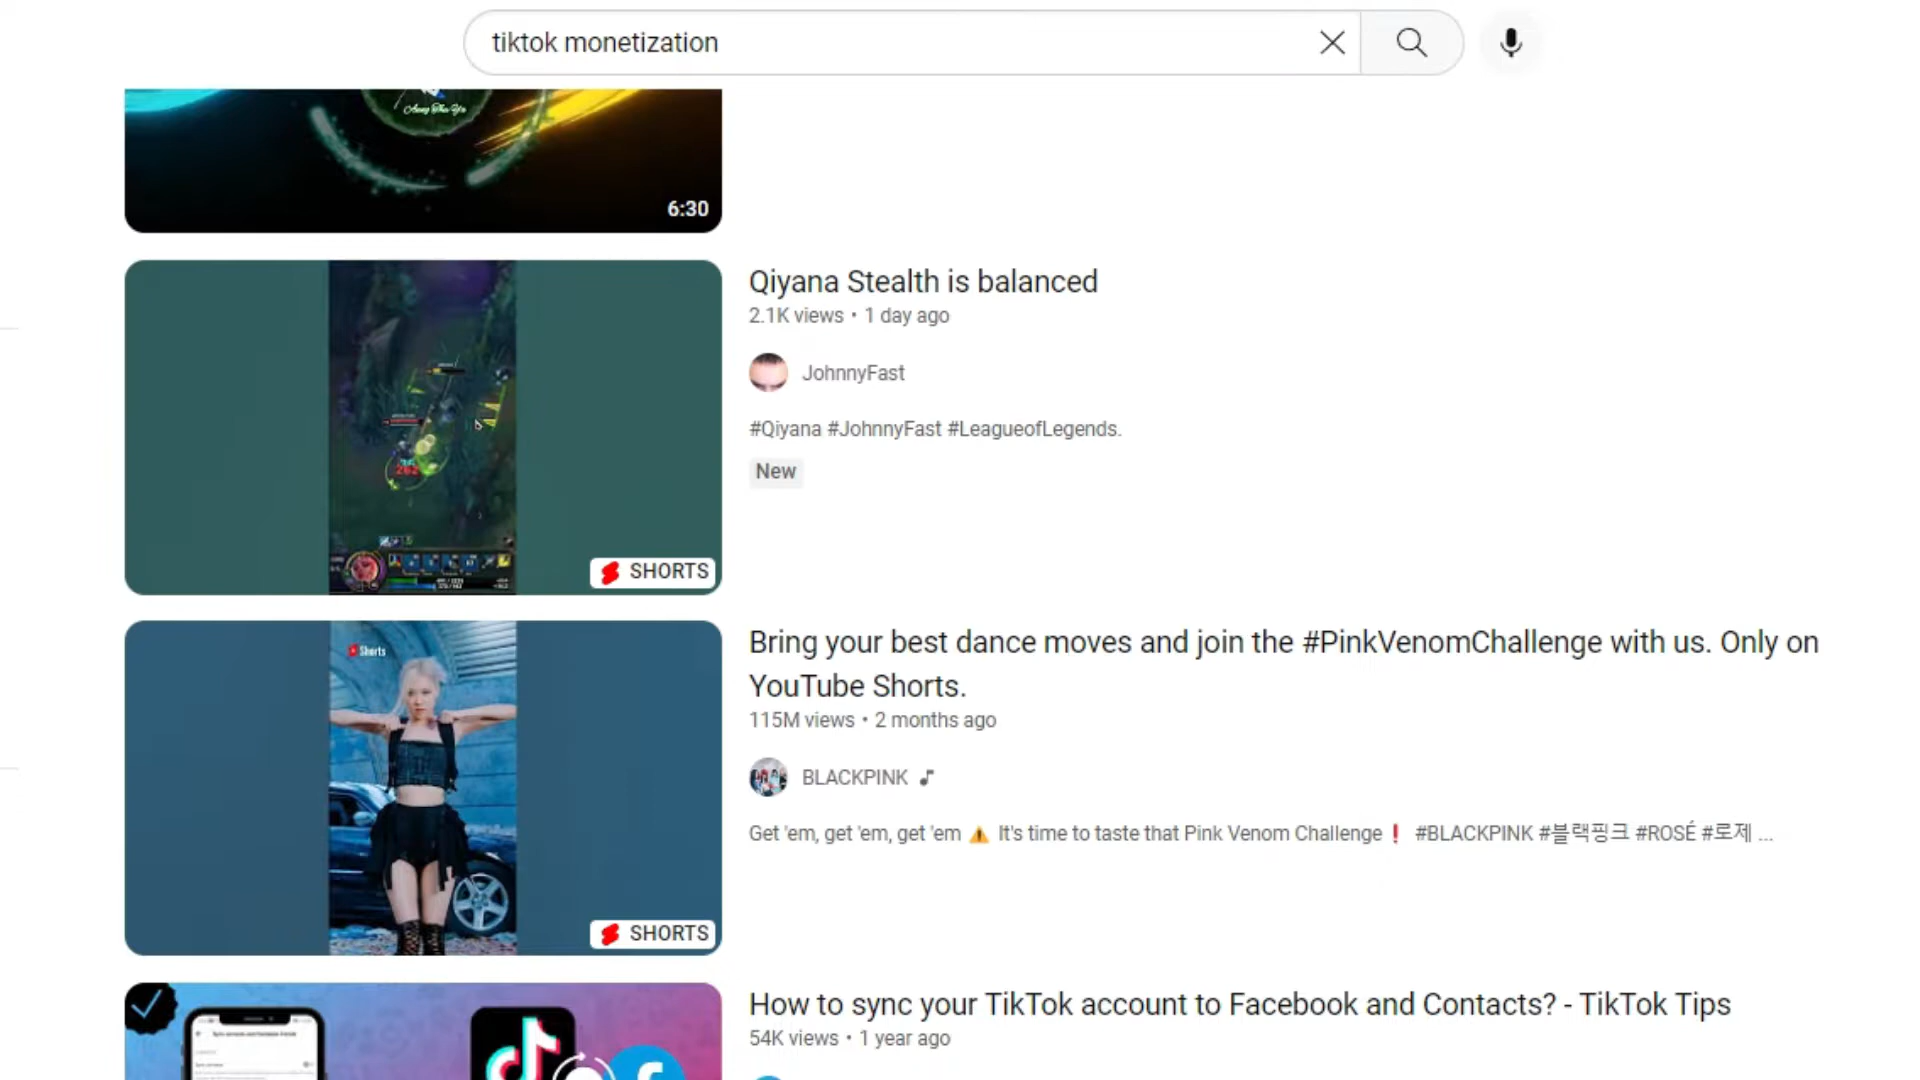 tiktok monetization
6:30
Qiyana Stealth is balanced
2.1K views • 1 day ago
JohnnyFast
#Qiyana #JohnnyFast #LeagueofLegends.
New
262
SHORTS
Shorts
Bring your best dance moves and join the #PinkVenomChallenge with us. Only on
YouTube Shorts.
115M views • 2 months ago
BLACKPINK
Get 'em, get 'em, get 'em ⚠️ It's time to taste that Pink Venom Challenge❗ #BLACKPINK #블랙핑크 #ROSÉ #로제 ...
SHORTS
How to sync your TikTok account to Facebook and Contacts? - TikTok Tips
54K views • 1 year ago